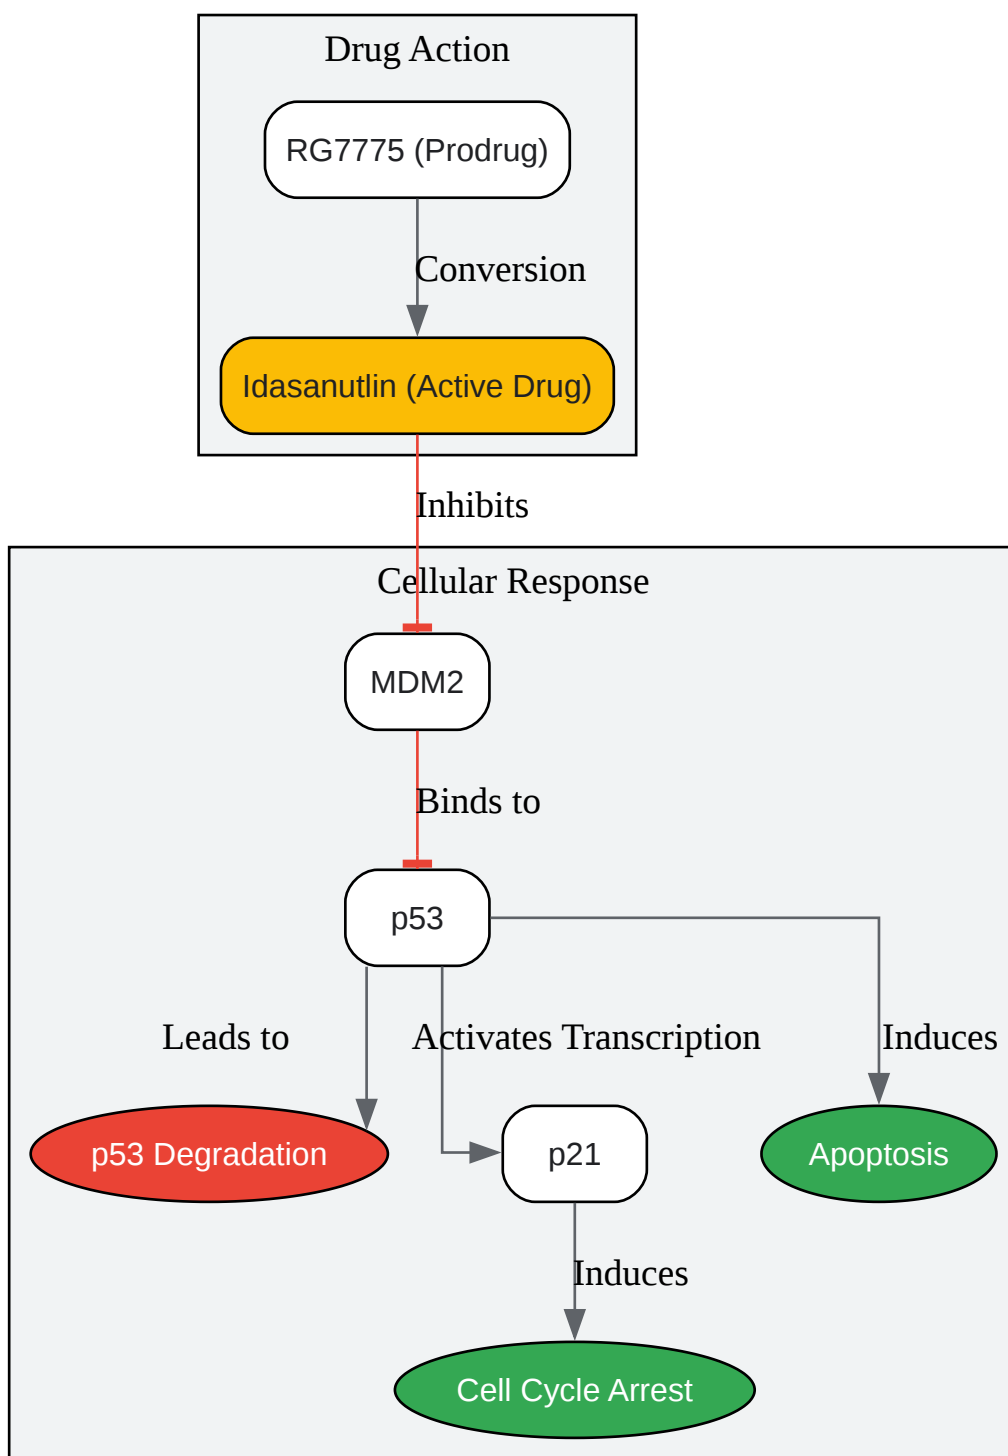 Drug Action
RG7775 (Prodrug)
Conversion
Idasanutlin (Active Drug)
Inhibits
Cellular Response
MDM2
Binds to
p53
Leads to
Activates Transcription
Induces
p53 Degradation
p21
Apoptosis
Induces
Cell Cycle Arrest